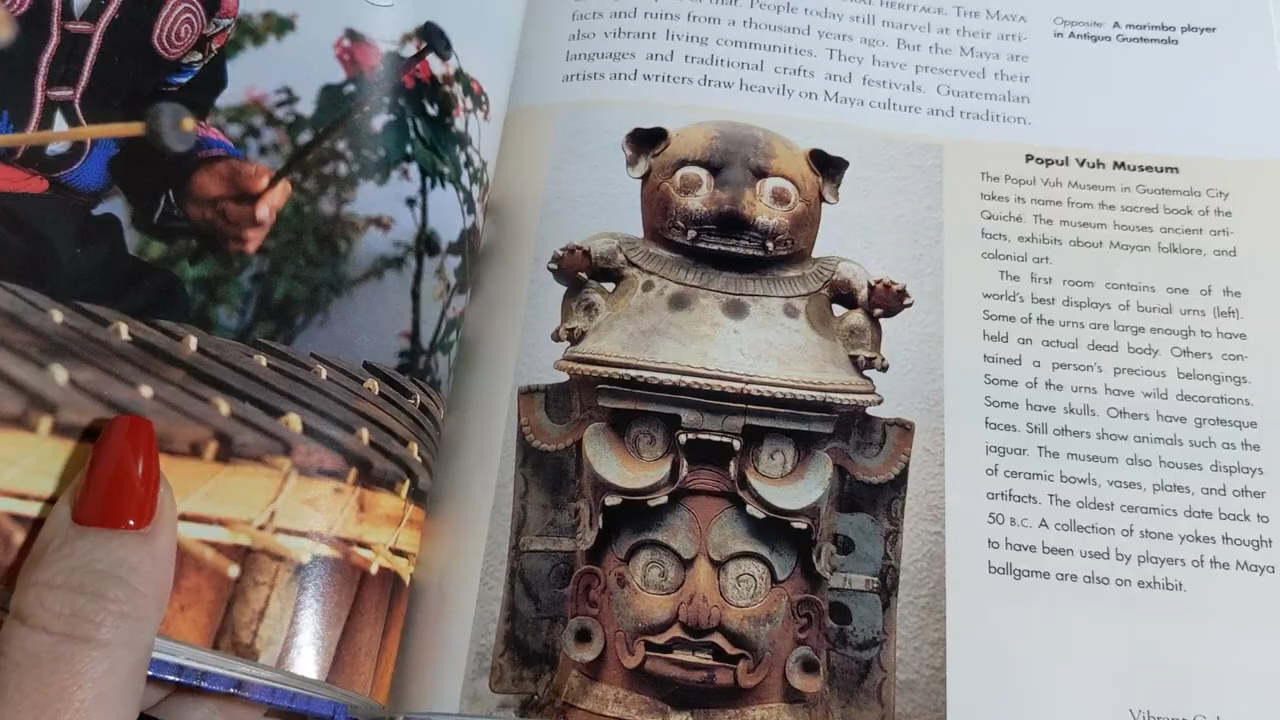 that. People today still marvel at their arti-
facts and ruins from a thousand years ago. But the Maya are
also vibrant living communities. They have preserved their
languages and traditional crafts and festivals. Guatemalan
artists and writers draw heavily on Maya culture and tradition.
Opposite: A marimba player
in Antigua Guatemala
Popul Vuh Museum
The Popul Vuh Museum in Guatemala City
takes its name from the sacred book of the
Quiché. The museum houses ancient arti-
facts, exhibits about Mayan folklore, and
colonial art.
The first room contains one of the
world's best displays of burial urns (left).
Some of the urns are large enough to have
held an actual dead body. Others con-
tained a person's precious belongings.
Some of the urns have wild decorations.
Some have skulls. Others have grotesque
faces. Still others show animals such as the
jaguar. The museum also houses displays
of ceramic bowls, vases, plates, and other
artifacts. The oldest ceramics date back to
50 B.C. A collection of stone yokes thought
to have been used by players of the Maya
ballgame are also on exhibit.